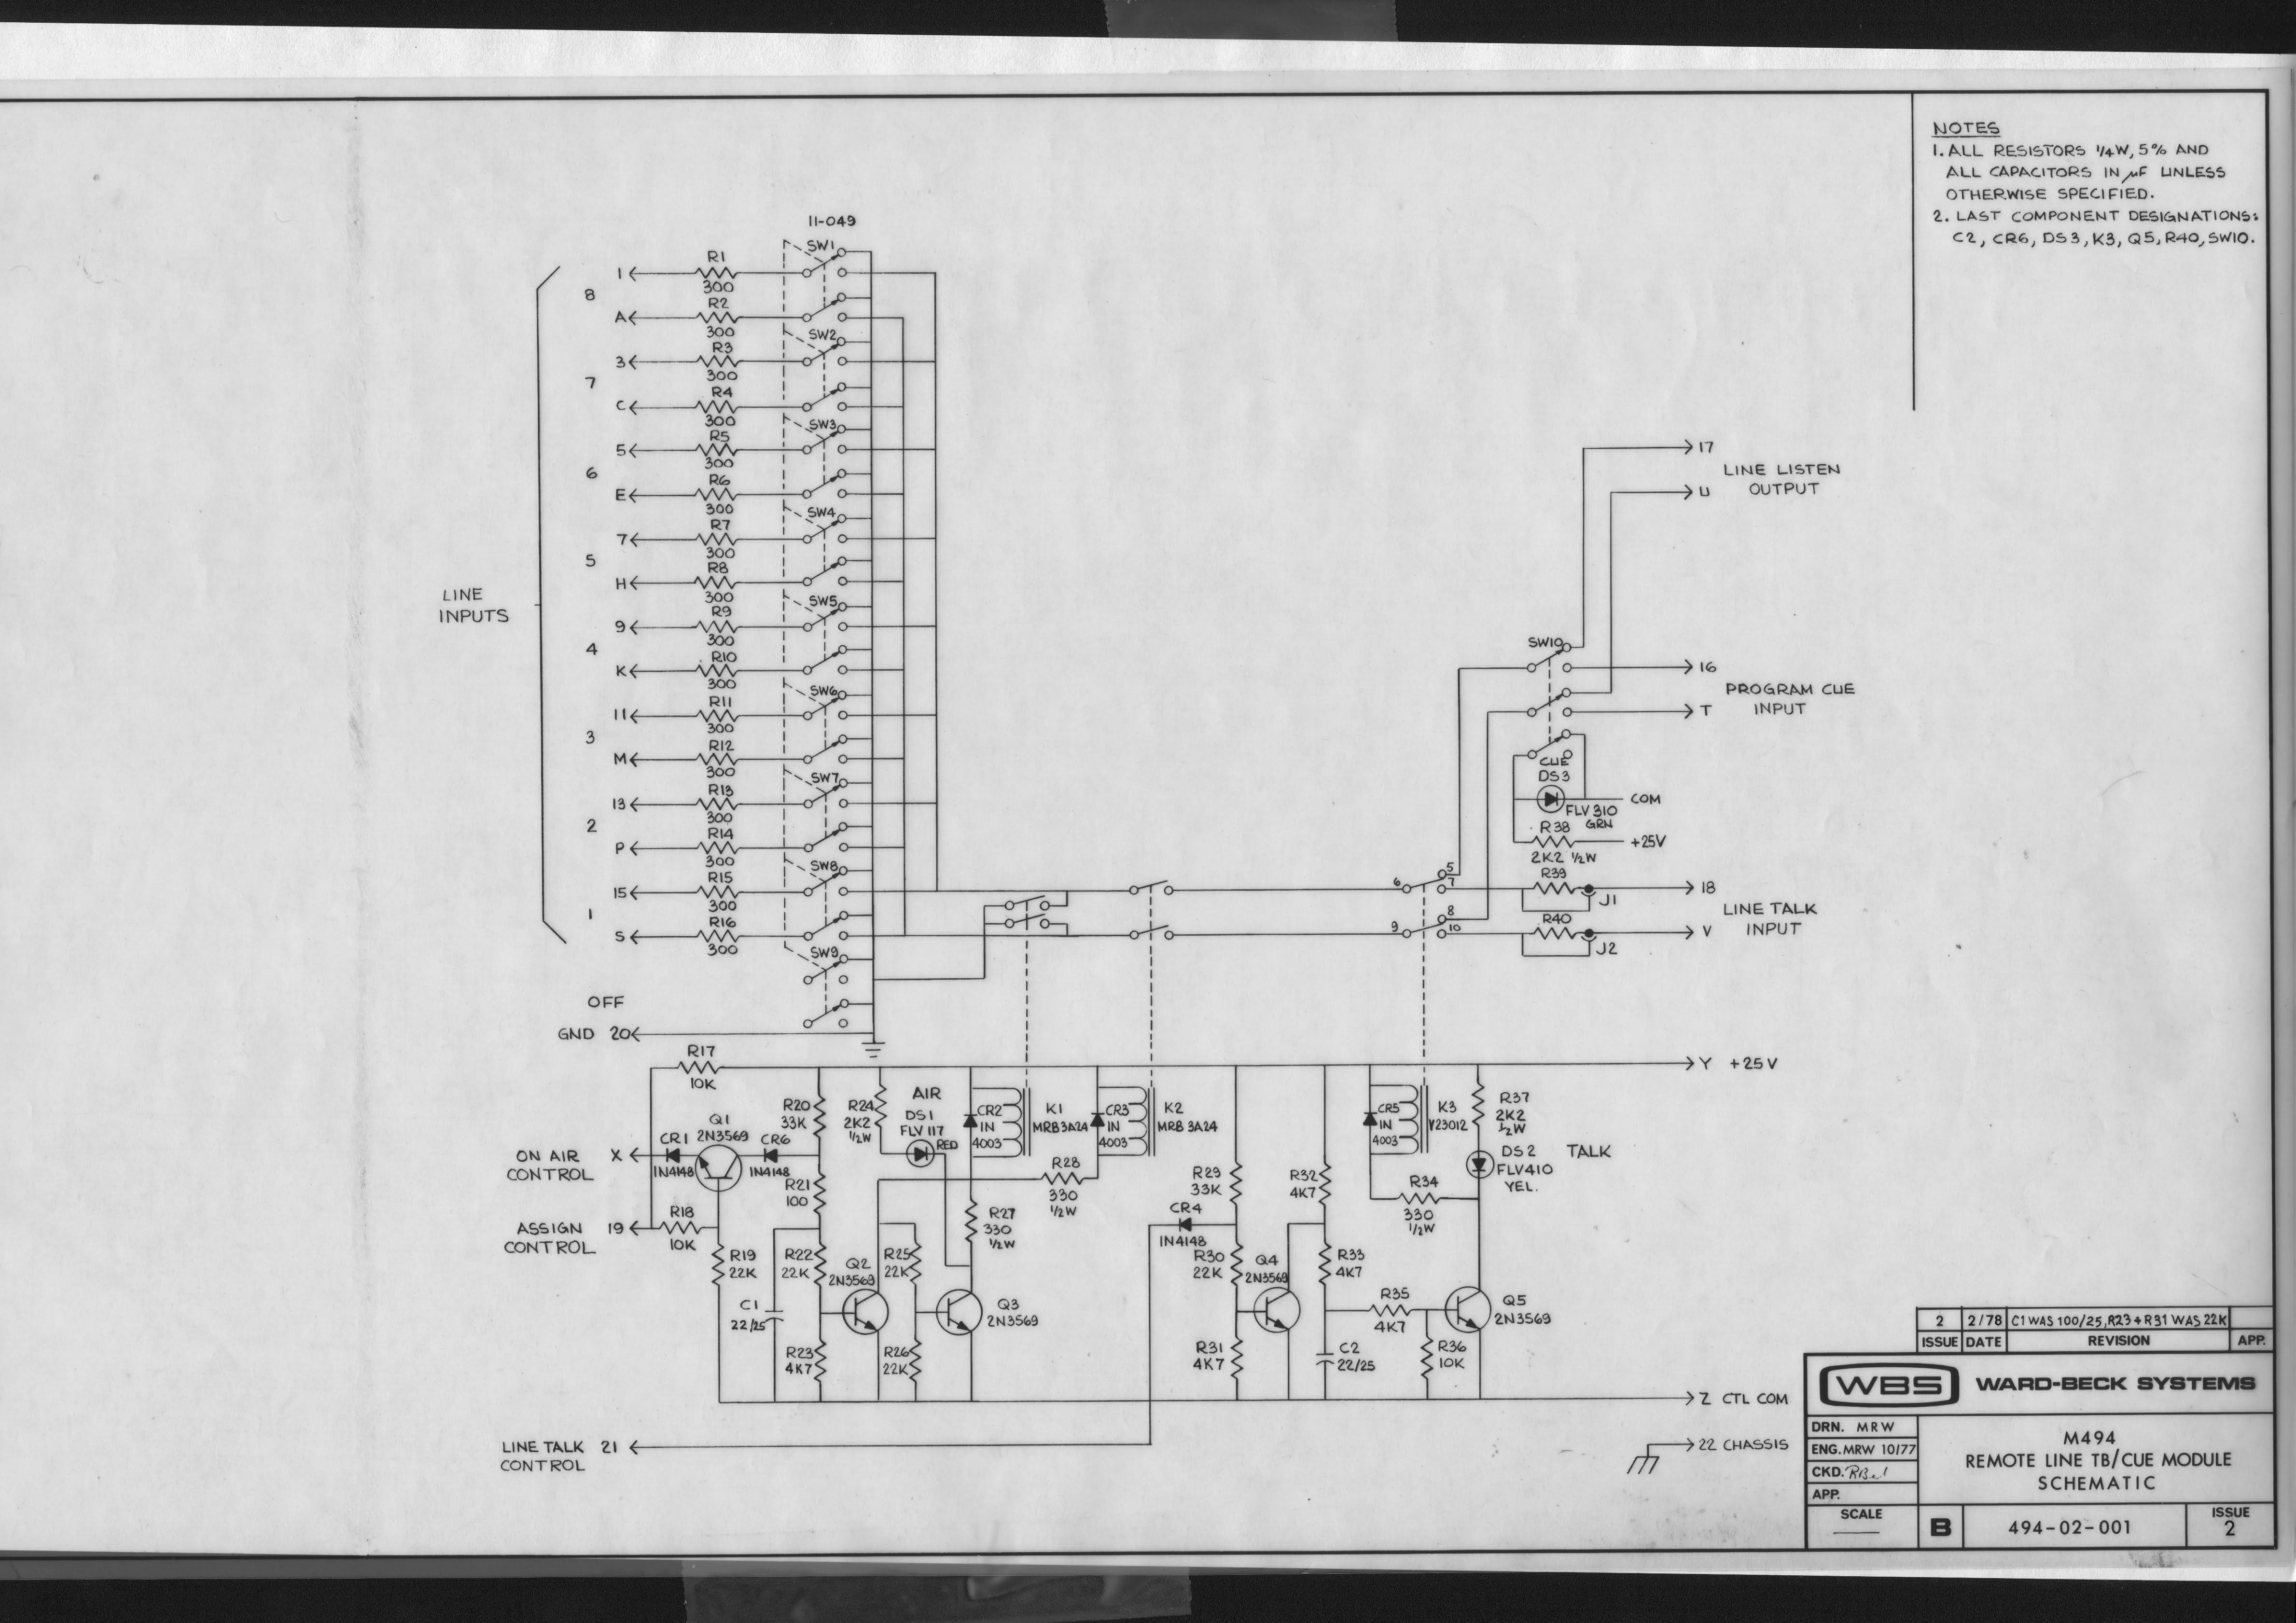 NOTES
1. ALL RESISTORS 1/4W, 5% AND
ALL CAPACITORS IN µF UNLESS
OTHERWISE SPECIFIED.
2. LAST COMPONENT DESIGNATIONS:
C2, CR6, DS3, K3, Q5, R40, SW10.
11-049
LINE
INPUTS
8
1
R1
300
SW1
A
R2
300
7
3
R3
300
SW2
C
R4
300
6
5
R5
300
SW3
E
R6
300
5
7
R7
300
SW4
H
R8
300
4
9
R9
300
SW5
K
R10
300
3
11
R11
300
SW6
M
R12
300
2
13
R13
300
SW7
P
R14
300
1
15
R15
300
SW8
S
R16
300
SW9
OFF
GND 20
17
LINE LISTEN
OUTPUT
U
SW10
16
PROGRAM CUE
INPUT
T
CUE
DS3
COM
FLV310
GRN
R38
+25V
2K2 1/2W
6
5
7
R39
18
J1
LINE TALK
INPUT
9
8
10
R40
V
J2
R17
10K
Y +25V
ON AIR
CONTROL
X
CR1
1N4148
Q1
2N3569
CR6
1N4148
R20
33K
R21
100
R24
2K2
1/2W
AIR
DS1
FLV117
RED
CR2
IN
4003
K1
MRB3A24
CR3
IN
4003
K2
MRB3A24
R28
330
1/2W
R27
330
1/2W
ASSIGN
CONTROL
19
R18
10K
R19
22K
C1
22/25
R22
22K
R23
4K7
Q2
2N3569
R25
22K
R26
22K
Q3
2N3569
R29
33K
CR4
1N4148
R30
22K
R31
4K7
Q4
2N3569
R32
4K7
R33
4K7
C2
22/25
R35
4K7
R36
10K
CR5
IN
4003
K3
V23012
R34
330
1/2W
R37
2K2
1/2W
DS2
FLV410
YEL.
TALK
Q5
2N3569
Z CTL COM
LINE TALK 21
CONTROL
22 CHASSIS
2 2/78 C1 WAS 100/25, R23+R31 WAS 22K
ISSUE DATE REVISION APP.
WBS WARD-BECK SYSTEMS
DRN. MRW
ENG. MRW 10/77
CKD.
APP.
SCALE
M494
REMOTE LINE TB/CUE MODULE
SCHEMATIC
B
494-02-001
ISSUE
2